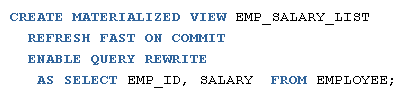 CREATE MATERIALIZED VIEW EMP_SALARY_LIST
REFRESH FAST ON COMMIT
ENABLE QUERY REWRITE
AS SELECT EMP_ID, SALARY FROM EMPLOYEE;